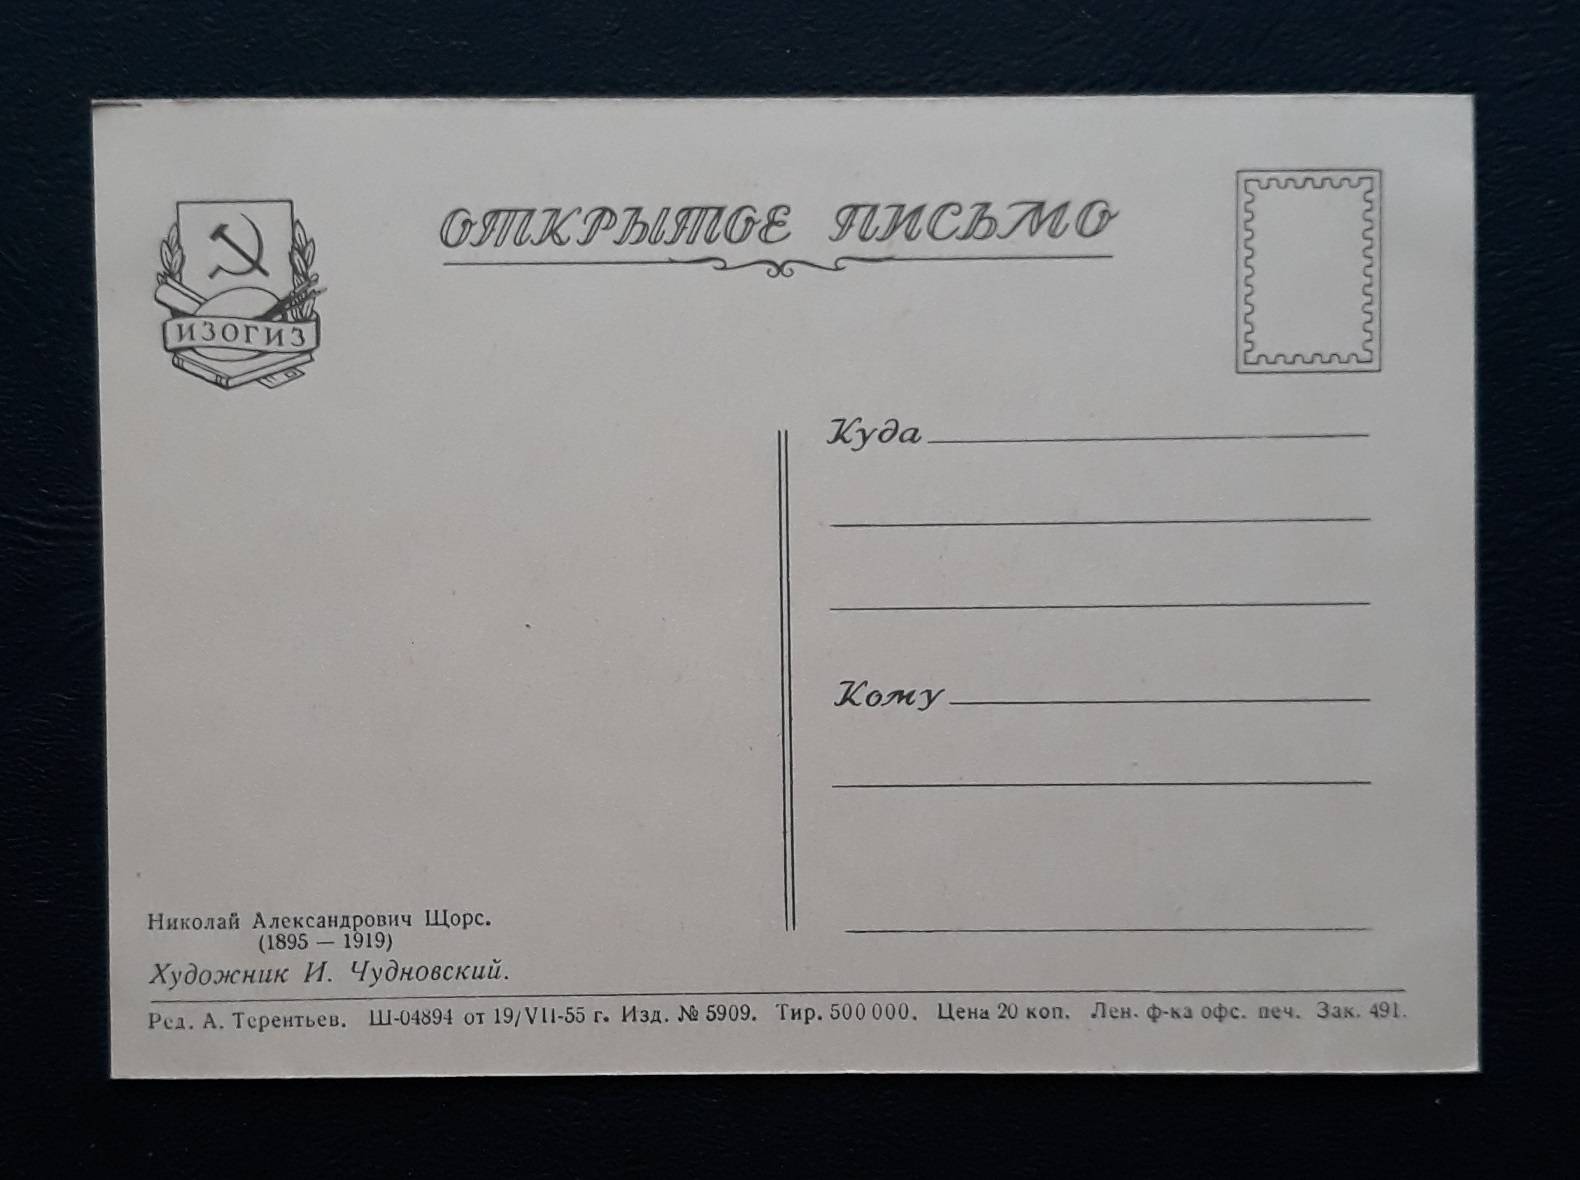 ИЗОГИЗ
ОТКРЫТОЕ ПИСЬМО
Куда
Кому
Николай Александрович Щорс.
(1895 — 1919)
Художник И. Чудновский.
Ред. А. Терентьев. Ш-04894 от 19/VII-55 г. Изд. № 5909. Тир. 500 000. Цена 20 коп. Лен. ф-ка офс. печ. Зак. 491.